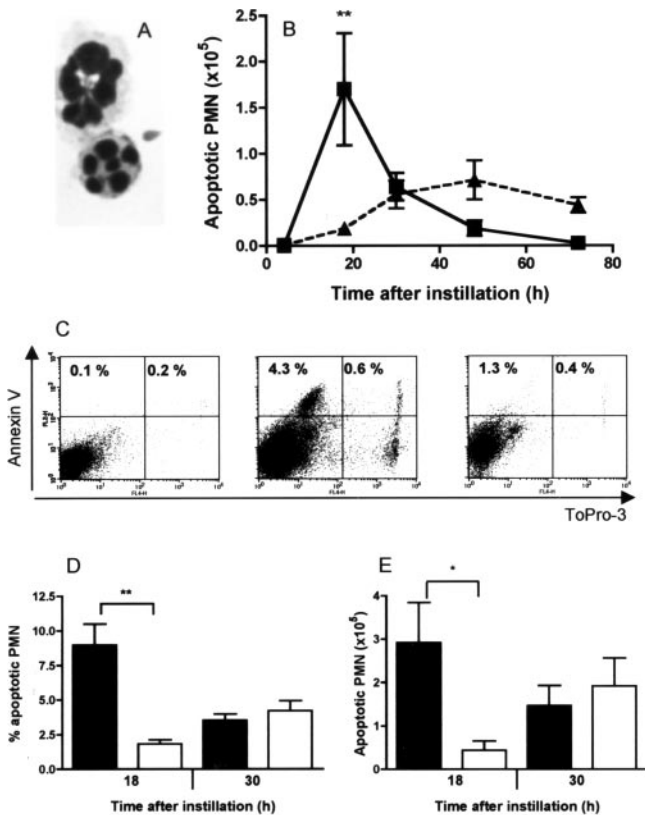 A
B
**
Apoptotic PMN (x10⁵)
2.5
2.0
1.5
1.0
0.5
0.0
0 20 40 60 80
Time after instillation (h)
C
Annexin V
0.1 % 0.2 %
4.3 % 0.6 %
1.3 % 0.4 %
FL6-H FL6-H FL6-H
ToPro-3
D
**
% apoptotic PMN
12.5
10.0
7.5
5.0
2.5
0.0
18 30
Time after instillation (h)
E
*
Apoptotic PMN (x10⁵)
4
3
2
1
0
18 30
Time after instillation (h)